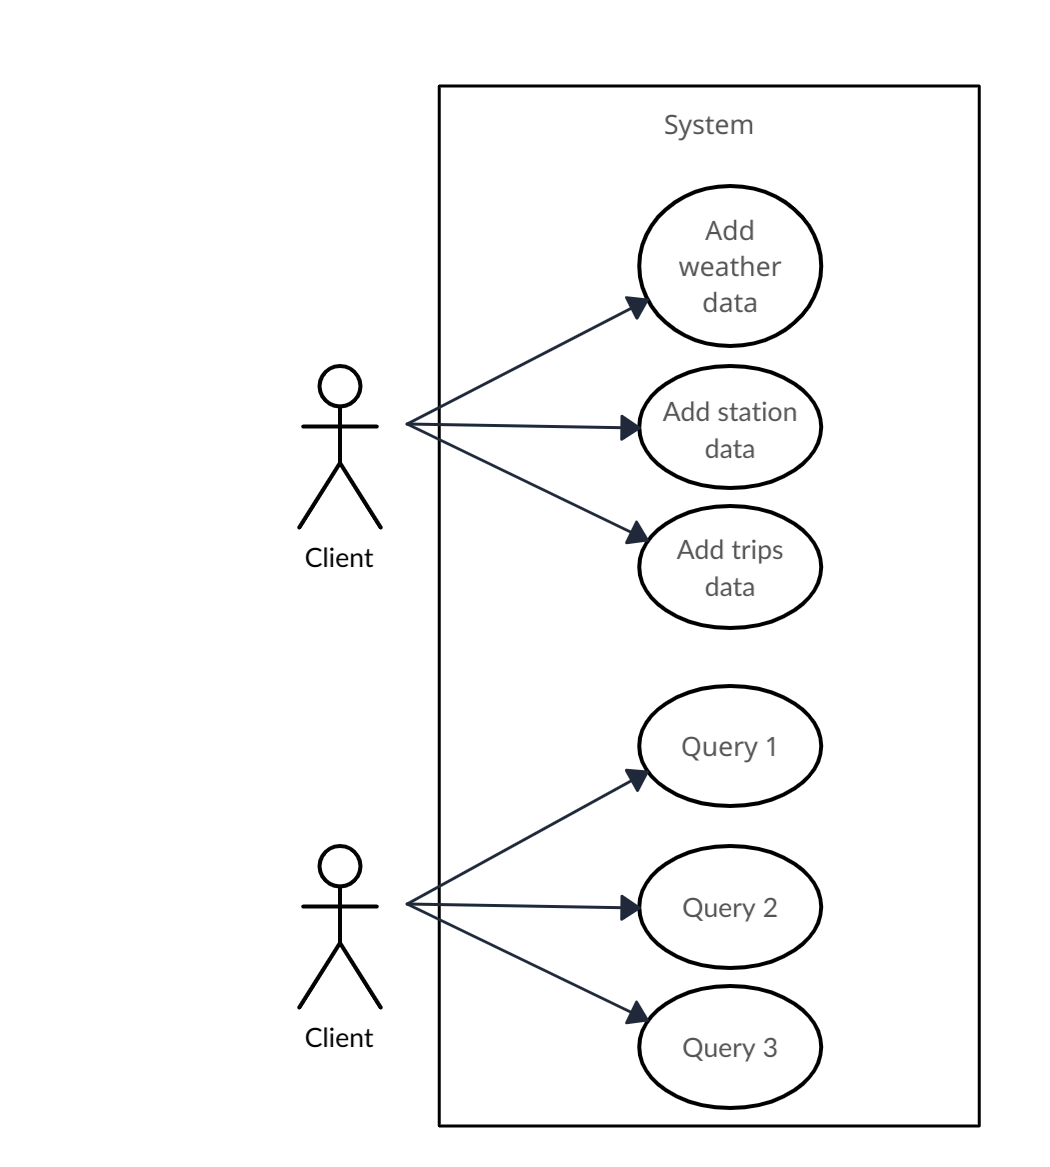 System
Add
weather
data
Add station
data
Add trips
data
Client
Query 1
Query 2
Query 3
Client